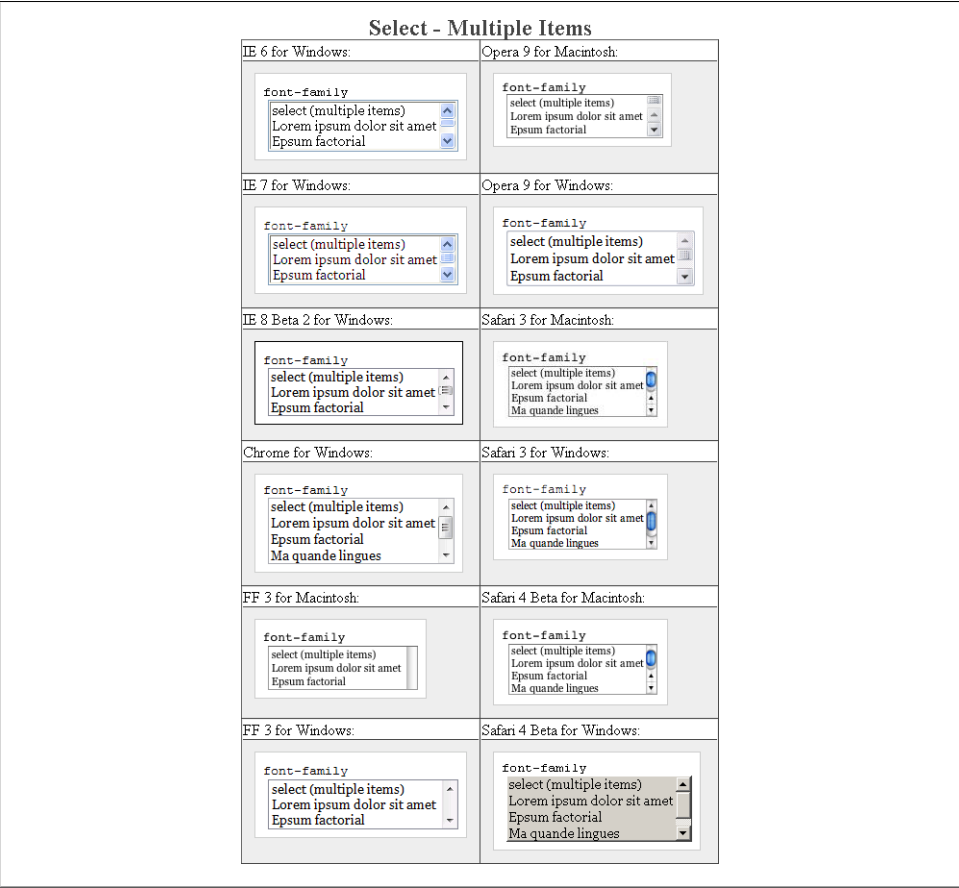 Select - Multiple Items
IE 6 for Windows:
font-family
select (multiple items)
Lorem ipsum dolor sit amet
Epsum factorial
Opera 9 for Macintosh:
font-family
select (multiple items)
Lorem ipsum dolor sit amet
Epsum factorial
IE 7 for Windows:
font-family
select (multiple items)
Lorem ipsum dolor sit amet
Epsum factorial
Opera 9 for Windows:
font-family
select (multiple items)
Lorem ipsum dolor sit amet
Epsum factorial
IE 8 Beta 2 for Windows:
font-family
select (multiple items)
Lorem ipsum dolor sit amet
Epsum factorial
Safari 3 for Macintosh:
font-family
select (multiple items)
Lorem ipsum dolor sit amet
Epsum factorial
Ma quande lingues
Chrome for Windows:
font-family
select (multiple items)
Lorem ipsum dolor sit amet
Epsum factorial
Ma quande lingues
Safari 3 for Windows:
font-family
select (multiple items)
Lorem ipsum dolor sit amet
Epsum factorial
Ma quande lingues
FF 3 for Macintosh:
font-family
select (multiple items)
Lorem ipsum dolor sit amet
Epsum factorial
Safari 4 Beta for Macintosh:
font-family
select (multiple items)
Lorem ipsum dolor sit amet
Epsum factorial
Ma quande lingues
FF 3 for Windows:
font-family
select (multiple items)
Lorem ipsum dolor sit amet
Epsum factorial
Safari 4 Beta for Windows:
font-family
select (multiple items)
Lorem ipsum dolor sit amet
Epsum factorial
Ma quande lingues